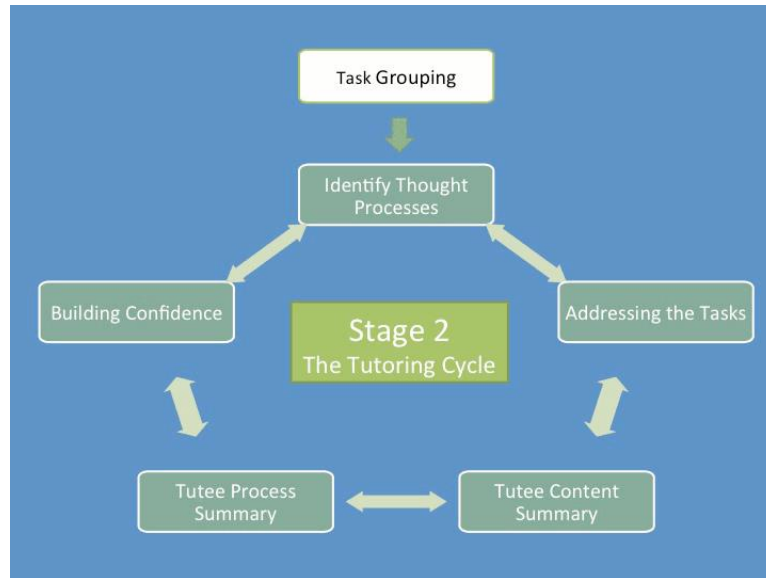 Task Grouping
Identify Thought
Processes
Building Confidence
Addressing the Tasks
Stage 2
The Tutoring Cycle
Tutee Process
Summary
Tutee Content
Summary